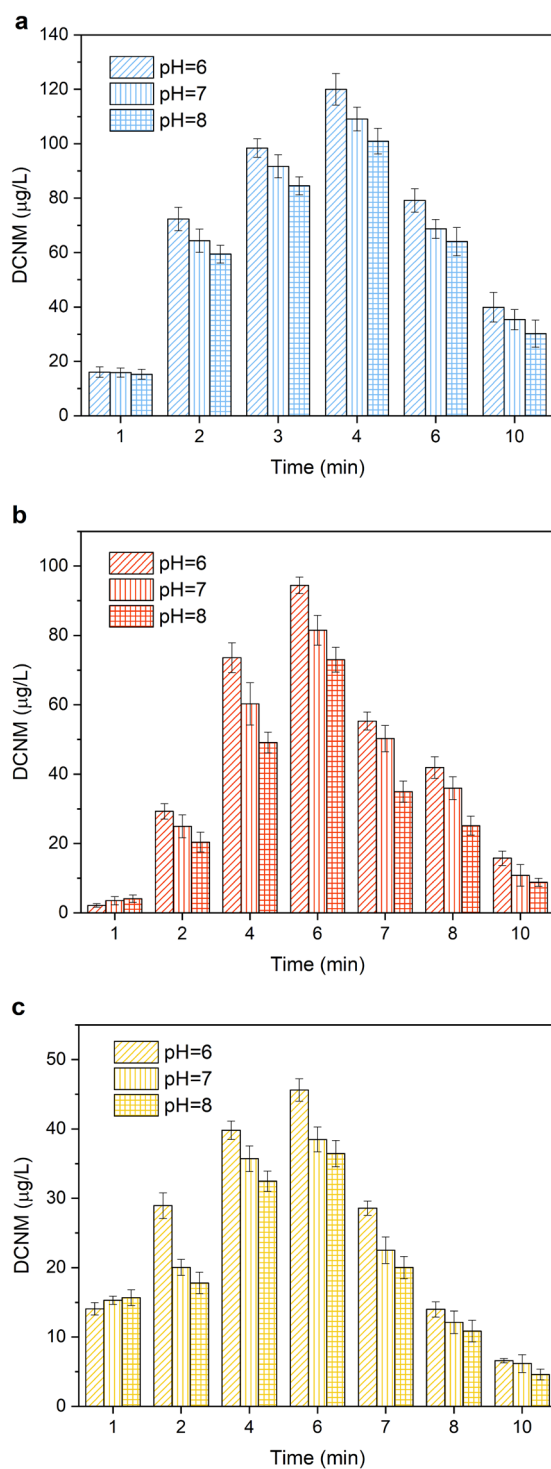 a
140
120
100
80
60
40
20
0
DCNM (μg/L)
pH=6
pH=7
pH=8
1 2 3 4 6 10
Time (min)
b
100
80
60
40
20
0
DCNM (μg/L)
pH=6
pH=7
pH=8
1 2 4 6 7 8 10
Time (min)
c
50
40
30
20
10
0
DCNM (μg/L)
pH=6
pH=7
pH=8
1 2 4 6 7 8 10
Time (min)